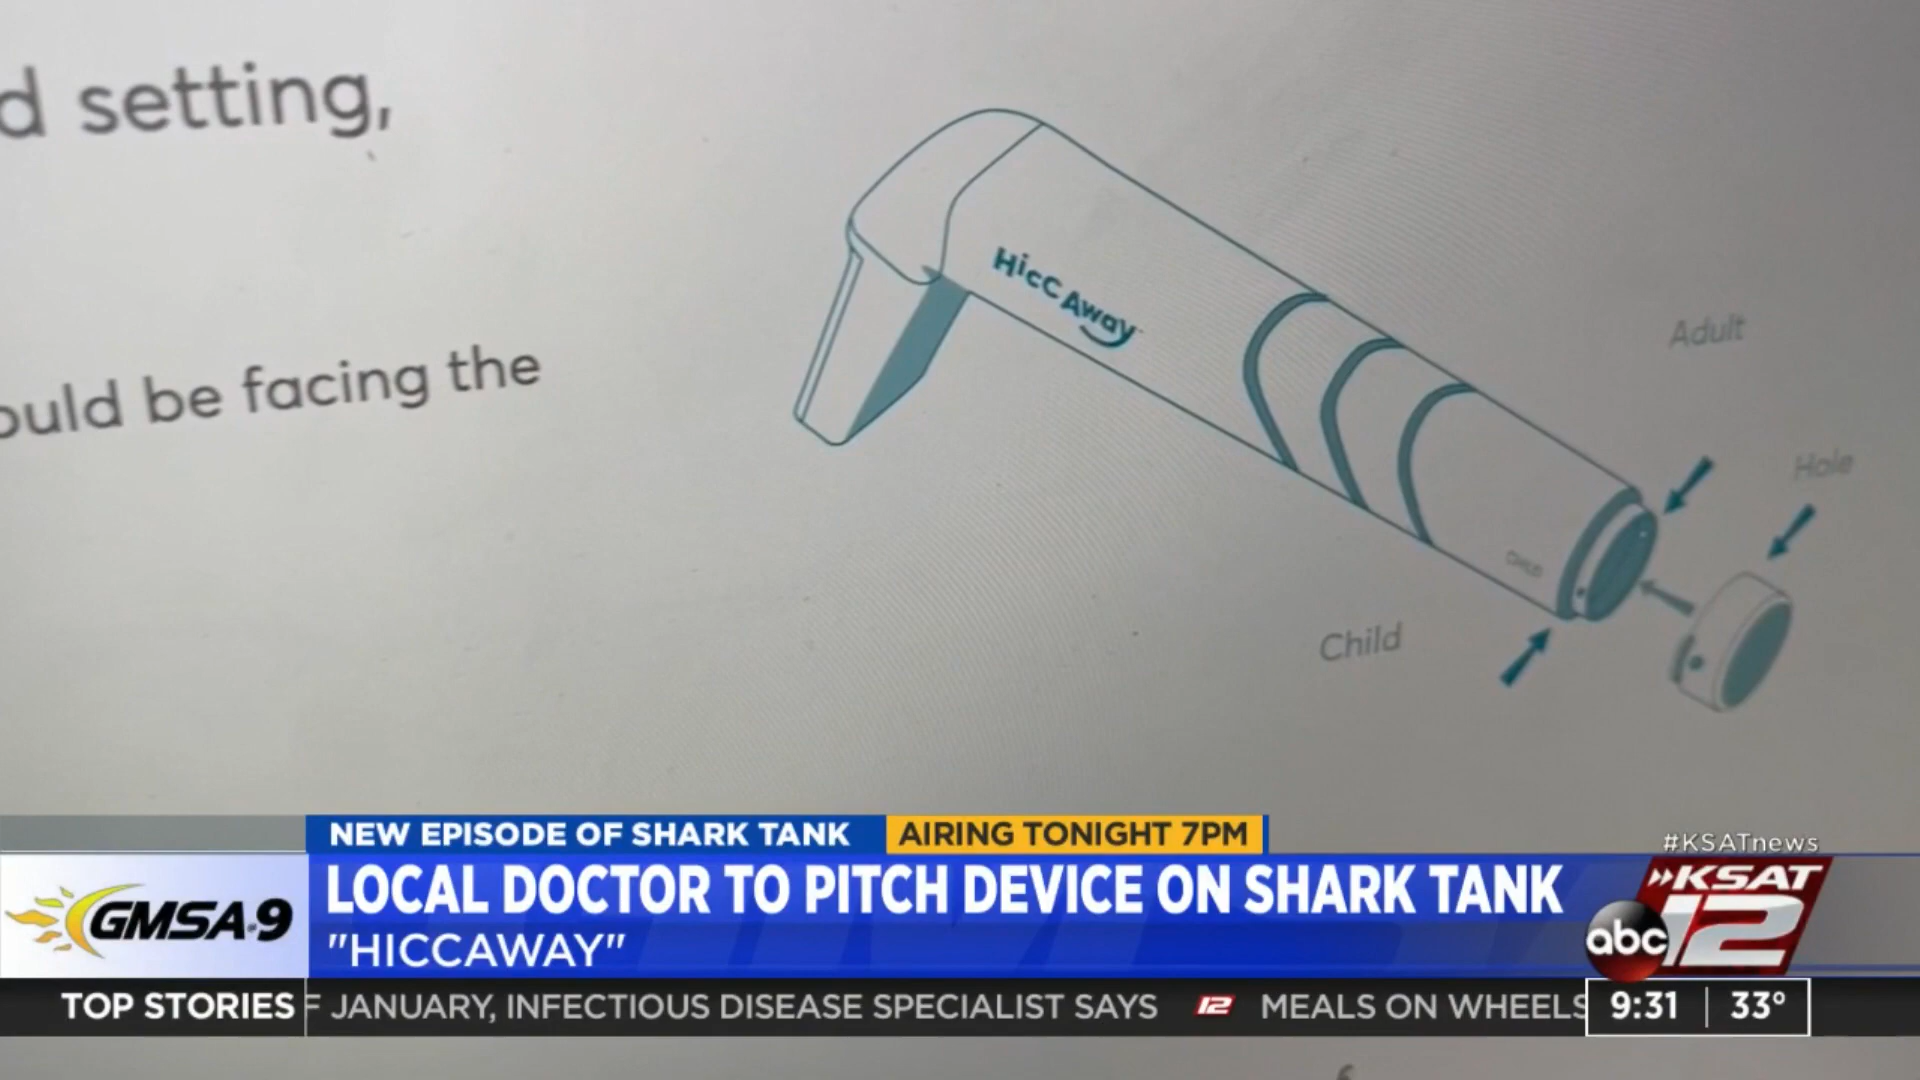 d setting,
ould be facing the
HiccAway
Adult
Hole
CHILD
Child
NEW EPISODE OF SHARK TANK
AIRING TONIGHT 7PM
#KSATnews
LOCAL DOCTOR TO PITCH DEVICE ON SHARK TANK
"HICCAWAY"
GMSA@9
KSAT
abc
12
TOP STORIES
F JANUARY, INFECTIOUS DISEASE SPECIALIST SAYS 12 MEALS ON WHEELS
9:31 33°